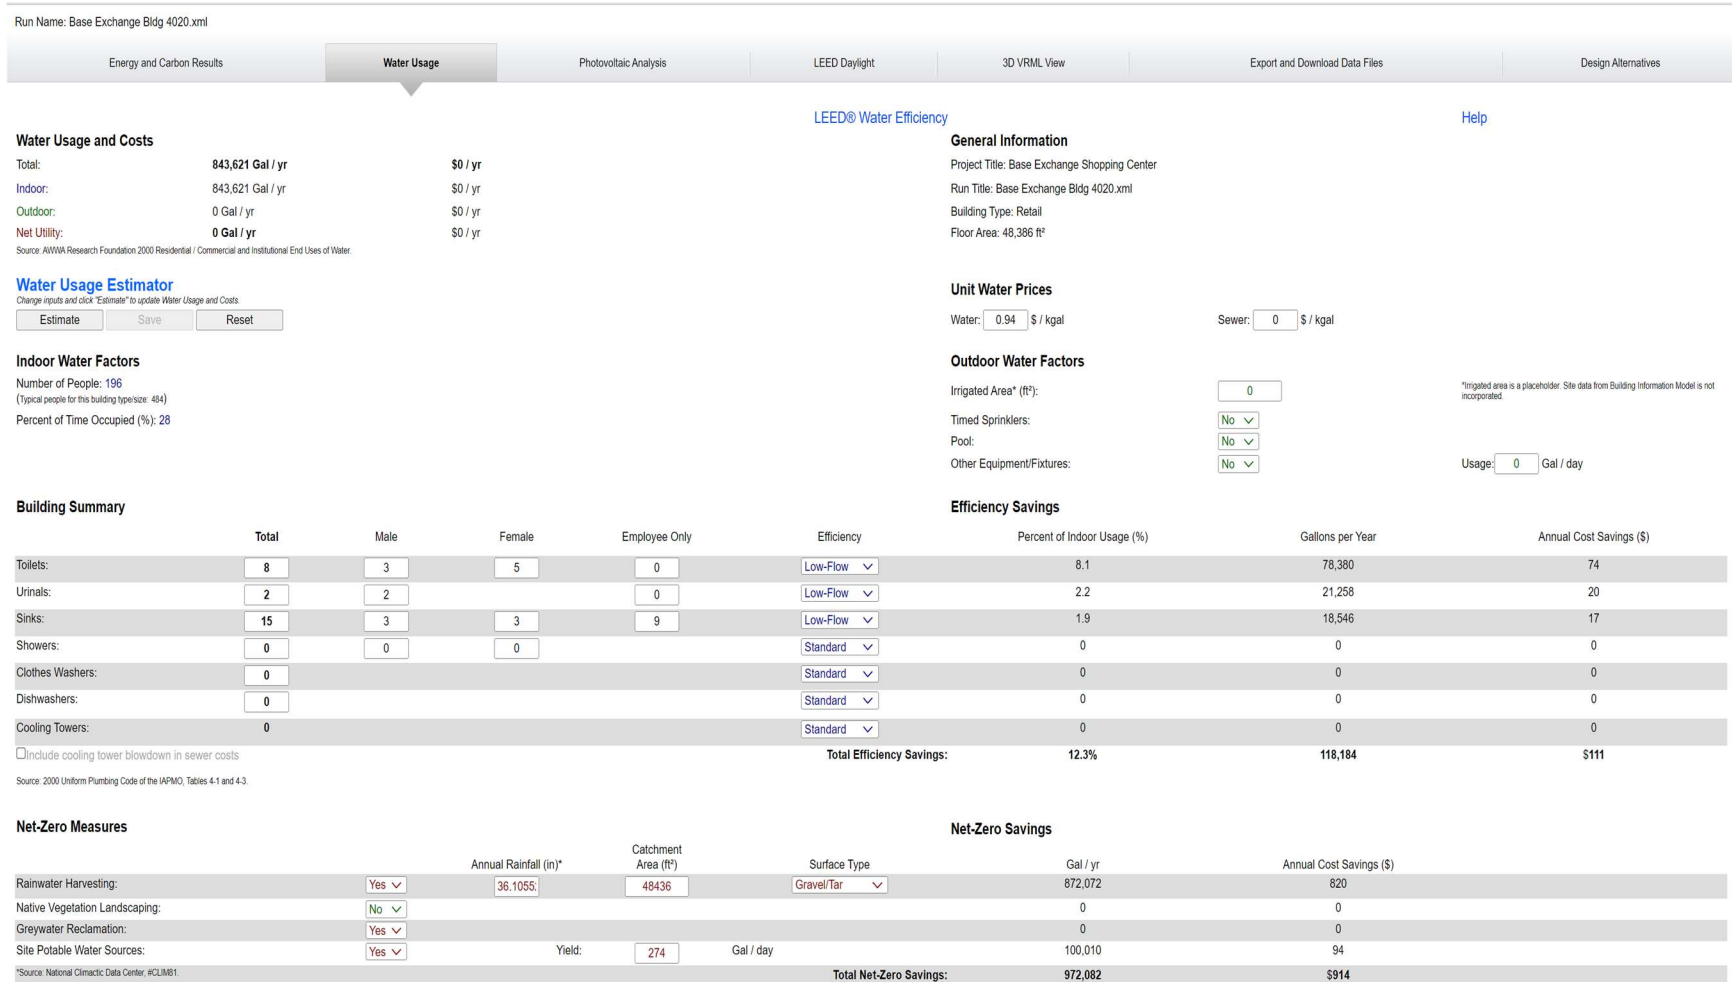 Run Name: Base Exchange Bldg 4020.xml
Energy and Carbon Results Water Usage Photovoltaic Analysis LEED Daylight 3D VRML View Export and Download Data Files Design Alternatives
LEED® Water Efficiency Help
Water Usage and Costs General Information
Total: 843,621 Gal / yr $0 / yr Project Title: Base Exchange Shopping Center
Indoor: 843,621 Gal / yr $0 / yr Run Title: Base Exchange Bldg 4020.xml
Outdoor: 0 Gal / yr $0 / yr Building Type: Retail
Net Utility: 0 Gal / yr $0 / yr Floor Area: 48,386 ft²
Source: AWWA Research Foundation 2000 Residential / Commercial and Institutional End Uses of Water.
Water Usage Estimator Unit Water Prices
Change inputs and click "Estimate" to update Water Usage and Costs.
Estimate Save Reset Water: 0.94 $ / kgal Sewer: 0 $ / kgal
Indoor Water Factors Outdoor Water Factors
Number of People: 196 Irrigated Area* (ft²): 0 *Irrigated area is a placeholder. Site data from Building Information Model is not
(Typical people for this building type/size: 484) incorporated.
Percent of Time Occupied (%): 28 Timed Sprinklers: No
Pool: No
Other Equipment/Fixtures: No Usage: 0 Gal / day
Building Summary Efficiency Savings
Total Male Female Employee Only Efficiency Percent of Indoor Usage (%) Gallons per Year Annual Cost Savings ($)
Toilets: 8 3 5 0 Low-Flow 8.1 78,380 74
Urinals: 2 2 0 Low-Flow 2.2 21,258 20
Sinks: 15 3 3 9 Low-Flow 1.9 18,546 17
Showers: 0 0 0 Standard 0 0 0
Clothes Washers: 0 Standard 0 0 0
Dishwashers: 0 Standard 0 0 0
Cooling Towers: 0 Standard 0 0 0
Include cooling tower blowdown in sewer costs Total Efficiency Savings: 12.3% 118,184 $111
Source: 2000 Uniform Plumbing Code of the IAPMO, Tables 4-1 and 4-3.
Net-Zero Measures Net-Zero Savings
Annual Rainfall (in)* Catchment Area (ft²) Surface Type Gal / yr Annual Cost Savings ($)
Rainwater Harvesting: Yes 36.1055: 48436 Gravel/Tar 872,072 820
Native Vegetation Landscaping: No 0 0
Greywater Reclamation: Yes 0 0
Site Potable Water Sources: Yes Yield: 274 Gal / day 100,010 94
*Source: National Climactic Data Center, #CLIM81. Total Net-Zero Savings: 972,082 $914